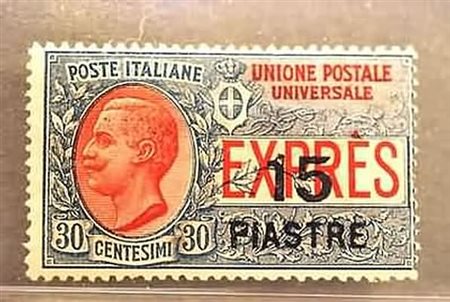 POSTE ITALIANE
UNIONE POSTALE
UNIVERSALE
EXPRÈS
15
PIASTRE
30 CENTESIMI 30